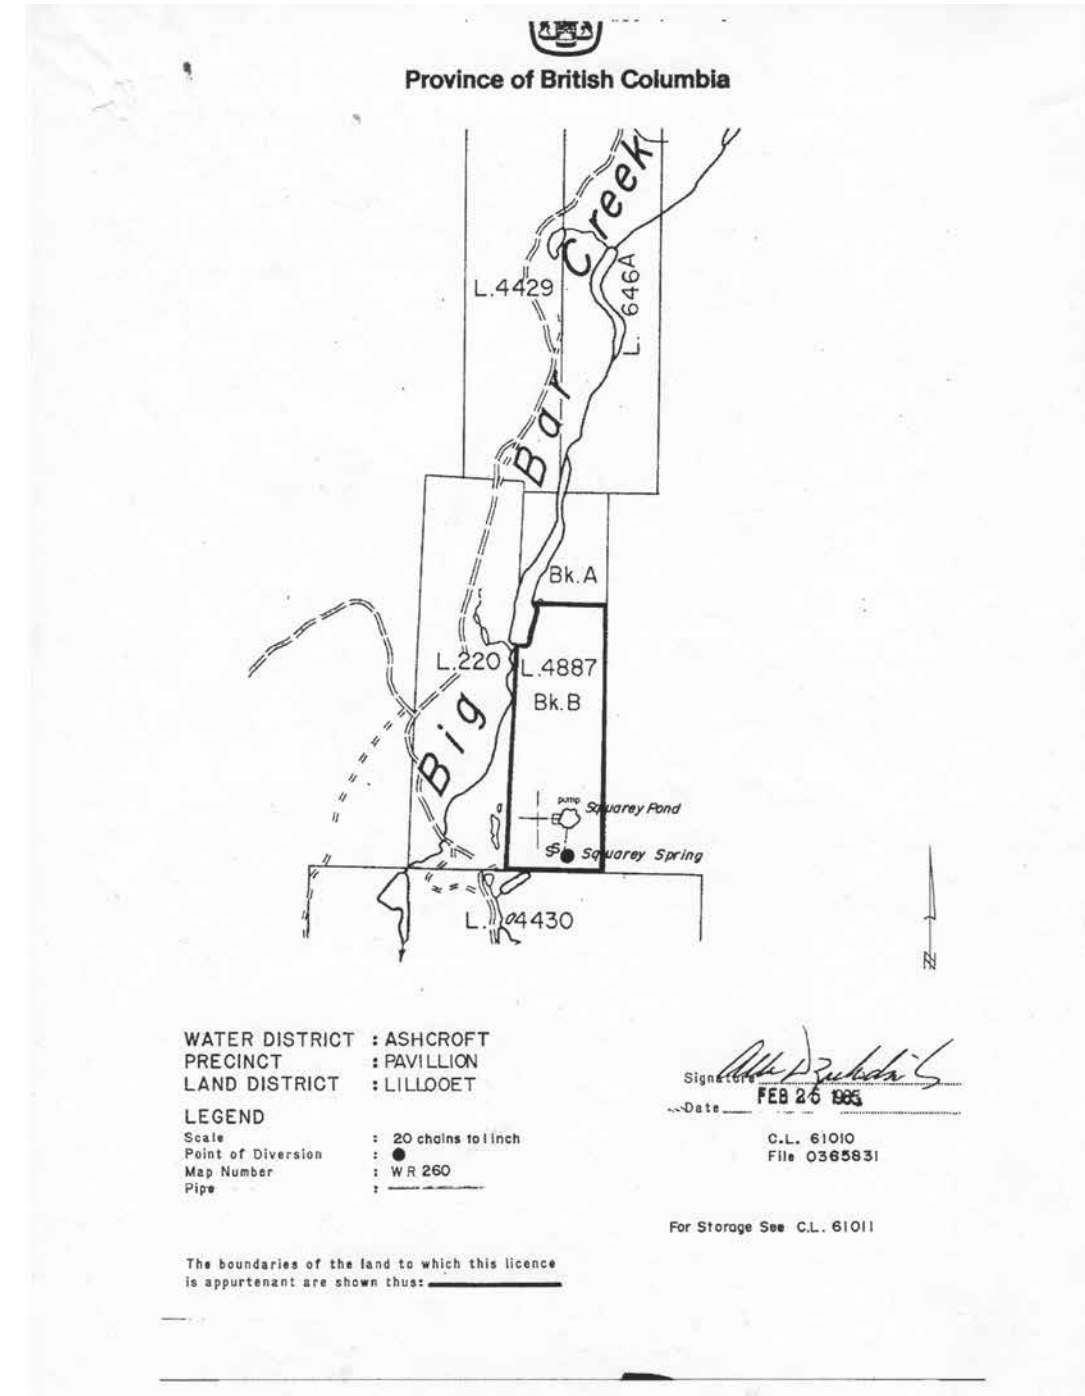 Province of British Columbia
Big Bar Creek
L.4429
L. 646A
Bk.A
L.220
L.4887
Bk.B
pump
Squarey Pond
SS
Squarey Spring
L. 4430
N
WATER DISTRICT : ASHCROFT
PRECINCT : PAVILLION
LAND DISTRICT : LILLOOET
LEGEND
Scale : 20 chains to 1 inch
Point of Diversion :
Map Number : WR 260
Pipe :
Signature
Date FEB 25 1985
C.L. 61010
File 0365831
For Storage See C.L. 61011
The boundaries of the land to which this licence
is appurtenant are shown thus: